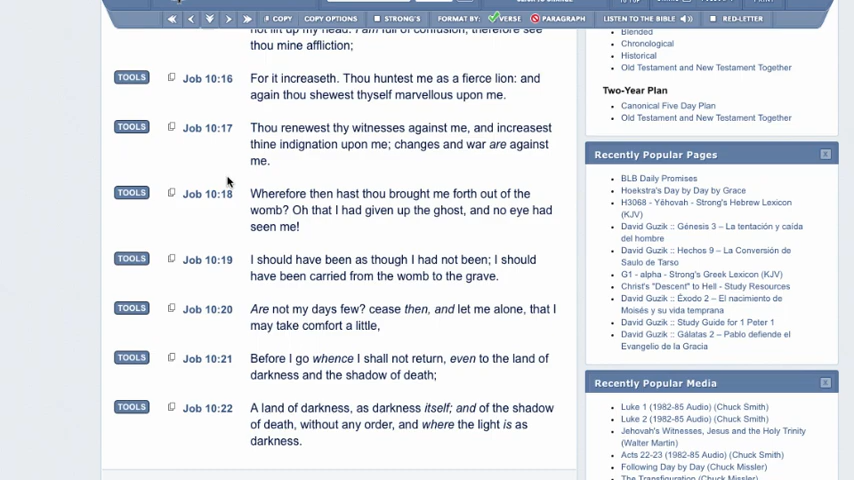 COPY COPY OPTIONS STRONG'S FORMAT BY: VERSE PARAGRAPH LISTEN TO THE BIBLE RED-LETTER
not lift up my head. I am full of confusion; therefore see
thou mine affliction;
TOOLS Job 10:16 For it increaseth. Thou huntest me as a fierce lion: and
again thou shewest thyself marvellous upon me.
TOOLS Job 10:17 Thou renewest thy witnesses against me, and increasest
thine indignation upon me; changes and war are against
me.
TOOLS Job 10:18 Wherefore then hast thou brought me forth out of the
womb? Oh that I had given up the ghost, and no eye had
seen me!
TOOLS Job 10:19 I should have been as though I had not been; I should
have been carried from the womb to the grave.
TOOLS Job 10:20 Are not my days few? cease then, and let me alone, that I
may take comfort a little,
TOOLS Job 10:21 Before I go whence I shall not return, even to the land of
darkness and the shadow of death;
TOOLS Job 10:22 A land of darkness, as darkness itself; and of the shadow
of death, without any order, and where the light is as
darkness.
Blended
Chronological
Historical
Old Testament and New Testament Together
Two-Year Plan
Canonical Five Day Plan
Old Testament and New Testament Together
Recently Popular Pages
BLB Daily Promises
Hoekstra's Day by Day by Grace
H3068 - Yĕhovah - Strong's Hebrew Lexicon
(KJV)
David Guzik :: Génesis 3 – La tentación y caída
del hombre
David Guzik :: Hechos 9 – La Conversión de
Saulo de Tarso
G1 - alpha - Strong's Greek Lexicon (KJV)
Christ's "Descent" to Hell - Study Resources
David Guzik :: Éxodo 2 – El nacimiento de
Moisés y su vida temprana
David Guzik :: Study Guide for 1 Peter 1
David Guzik :: Gálatas 2 – Pablo defiende el
Evangelio de la Gracia
Recently Popular Media
Luke 1 (1982-85 Audio) (Chuck Smith)
Luke 2 (1982-85 Audio) (Chuck Smith)
Jehovah's Witnesses, Jesus and the Holy Trinity
(Walter Martin)
Acts 22-23 (1982-85 Audio) (Chuck Smith)
Following Day by Day (Chuck Missler)
The Transfiguration (Chuck Missler)